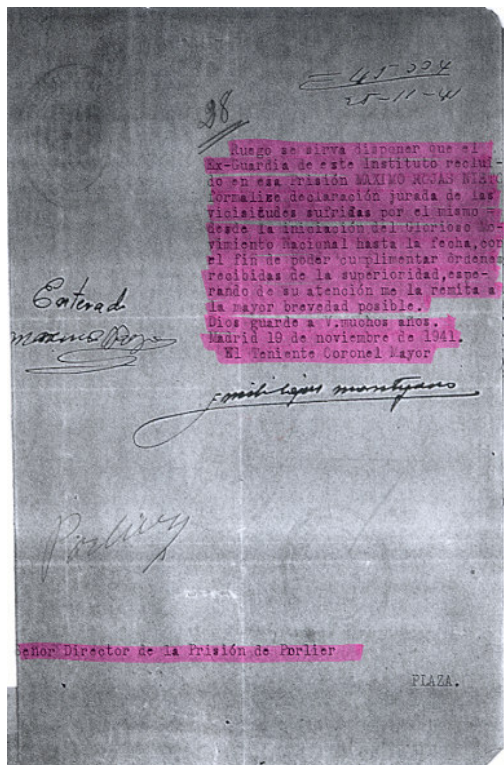 45-334
25-11-41
28
Ruego se sirva disponer que el
Ex-Guardia de este Instituto reclui-
do en esa Prisión MAXIMO ROJAS NIETO
formalize declaración jurada de las
vicisitudes sufridas por el mismo =
desde la iniciación del Glorioso Mo-
vimiento Nacional hasta la fecha, con
el fin de poder cumplimentar órdenes
recibidas de la superioridad, espe-
rando de su atención me la remita a
la mayor brevedad posible.
Dios guarde a V. muchos años.
Madrid 19 de noviembre de 1941.
El Teniente Coronel Mayor
Enterado
Maximo Rojas
Porlier
Señor Director de la Prisión de Porlier
PLAZA.